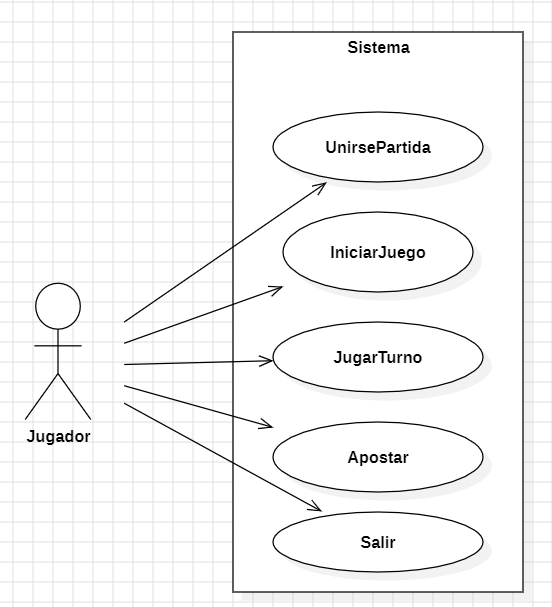 Sistema
UnirsePartida
IniciarJuego
JugarTurno
Jugador
Apostar
Salir